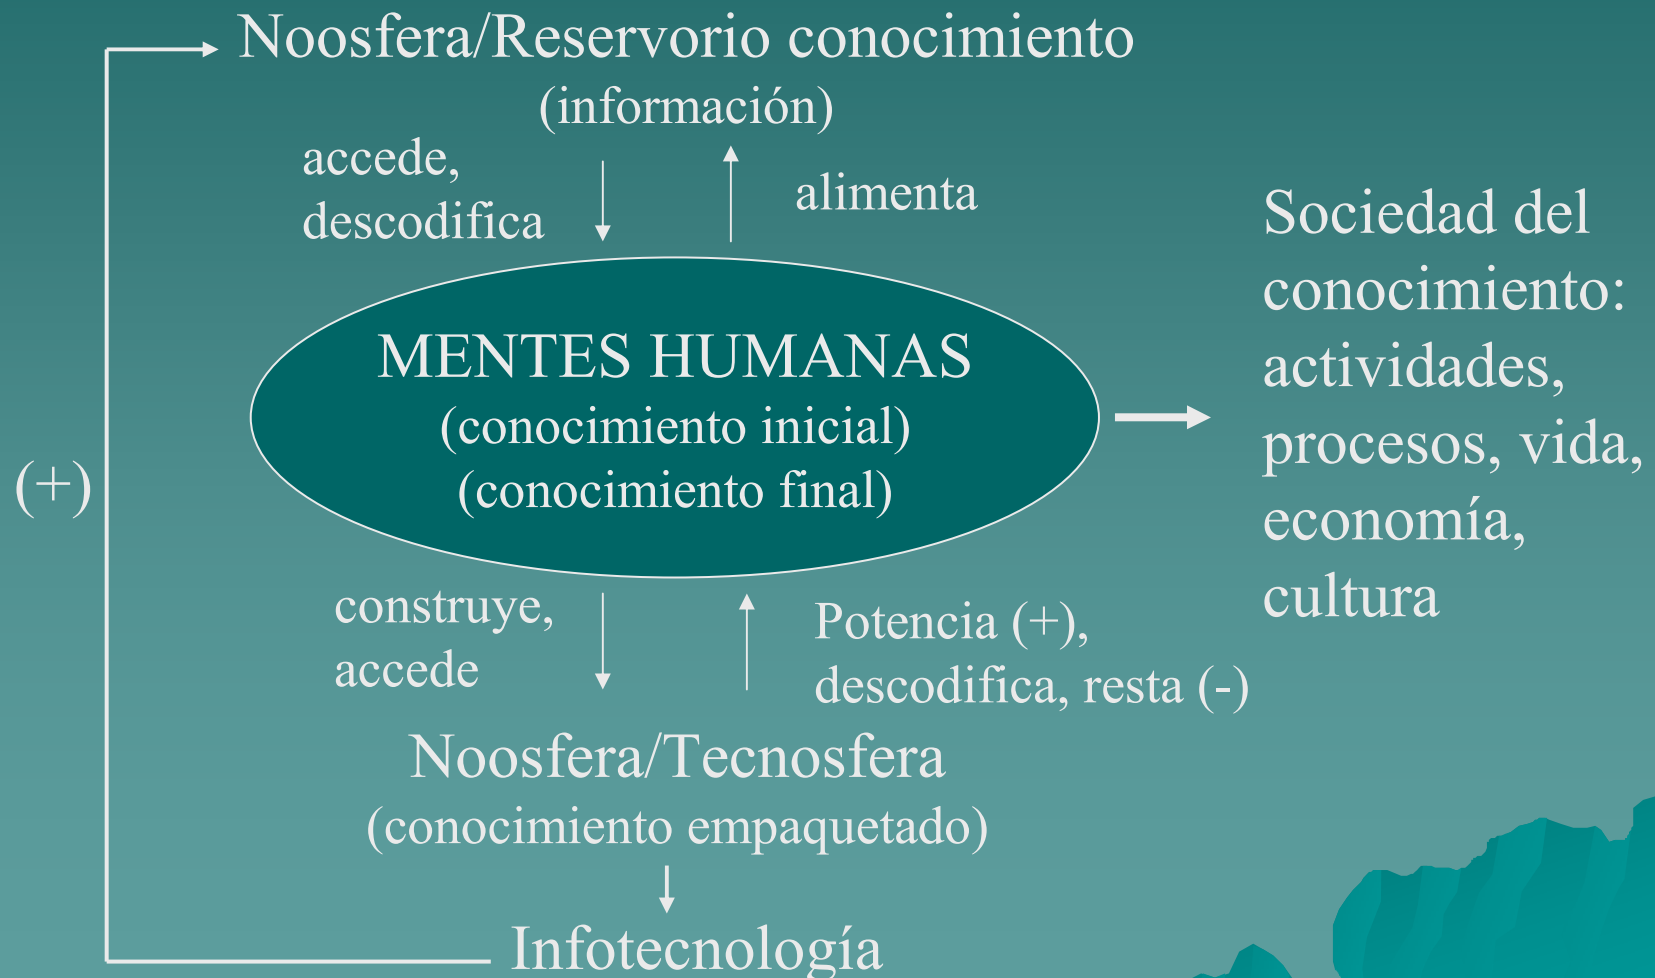 Noosfera/Reservorio conocimiento
(información)
accede,
descodifica
alimenta
MENTES HUMANAS
(conocimiento inicial)
(conocimiento final)
Sociedad del
conocimiento:
actividades,
procesos, vida,
economía,
cultura
(+)
construye,
accede
Potencia (+),
descodifica, resta (-)
Noosfera/Tecnosfera
(conocimiento empaquetado)
Infotecnología